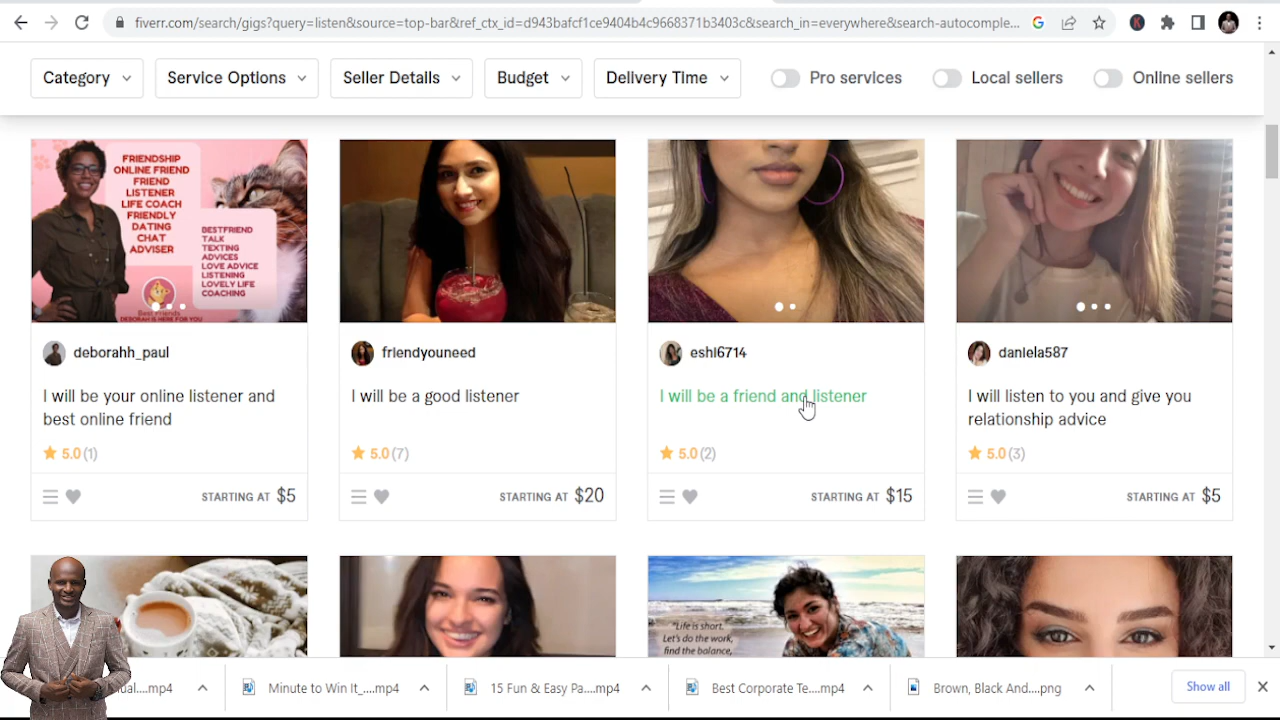 fiverr.com/search/gigs?query=listen&source=top-bar&ref_ctx_id=d943bafcf1ce9404b4c9668371b3403c&search_in=everywhere&search-autocomple...
Category
Service Options
Seller Details
Budget
Delivery Time
Pro services
Local sellers
Online sellers
FRIENDSHIP
ONLINE FRIEND
FRIEND
LISTENER
LIFE COACH
FRIENDLY
DATING
CHAT
ADVISER
BESTFRIEND
TALK
TEXTING
ADVICES
LOVE ADVICE
LISTENING
LOVELY LIFE
COACHING
Best Friends
DEBORAH IS HERE FOR YOU
deborahh_paul
I will be your online listener and
best online friend
5.0 (1)
STARTING AT $5
friendyouneed
I will be a good listener
5.0 (7)
STARTING AT $20
eshi6714
I will be a friend and listener
5.0 (2)
STARTING AT $15
daniela587
I will listen to you and give you
relationship advice
5.0 (3)
STARTING AT $5
"Life is short.
Let's do the work,
find the balance,
ual....mp4
Minute to Win It_....mp4
15 Fun & Easy Pa....mp4
Best Corporate Te....mp4
Brown, Black And....png
Show all